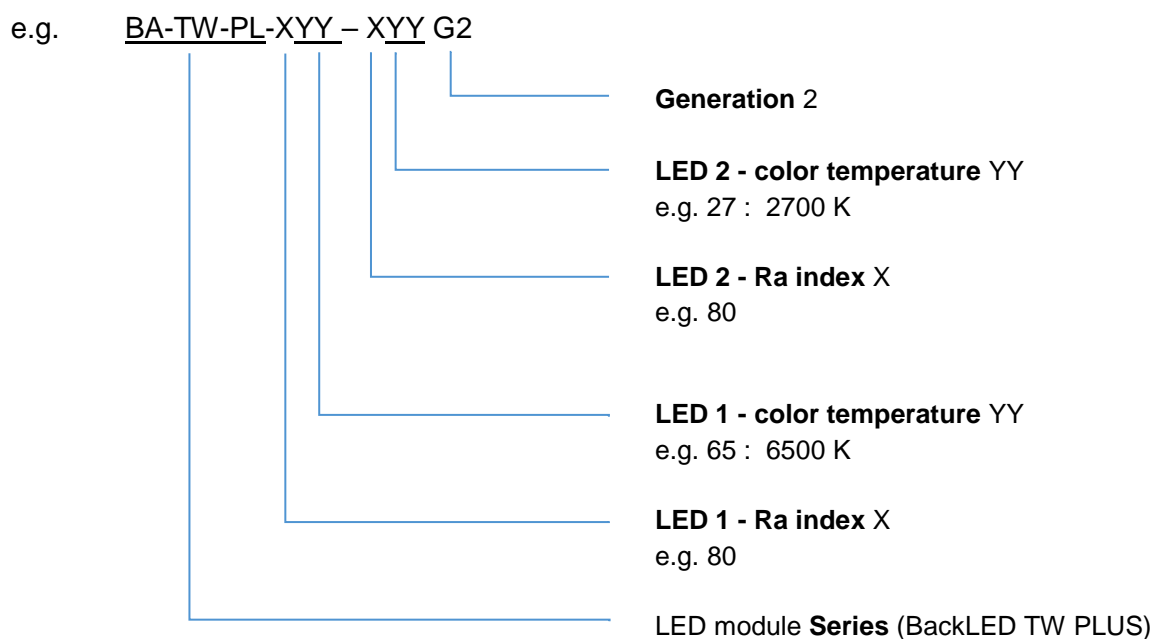 e.g. BA-TW-PL-XYY – XYY G2
Generation 2
LED 2 - color temperature YY
e.g. 27 : 2700 K
LED 2 - Ra index X
e.g. 80
LED 1 - color temperature YY
e.g. 65 : 6500 K
LED 1 - Ra index X
e.g. 80
LED module Series (BackLED TW PLUS)